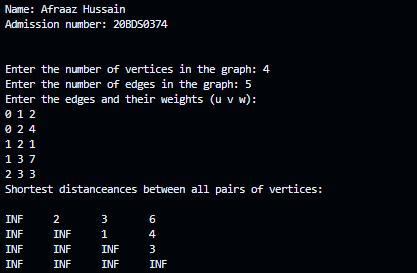 Name: Afraaz Hussain
Admission number: 20BDS0374
Enter the number of vertices in the graph: 4
Enter the number of edges in the graph: 5
Enter the edges and their weights (u v w):
0 1 2
0 2 4
1 2 1
1 3 7
2 3 3
Shortest distanceances between all pairs of vertices:
INF 2 3 6
INF INF 1 4
INF INF INF 3
INF INF INF INF